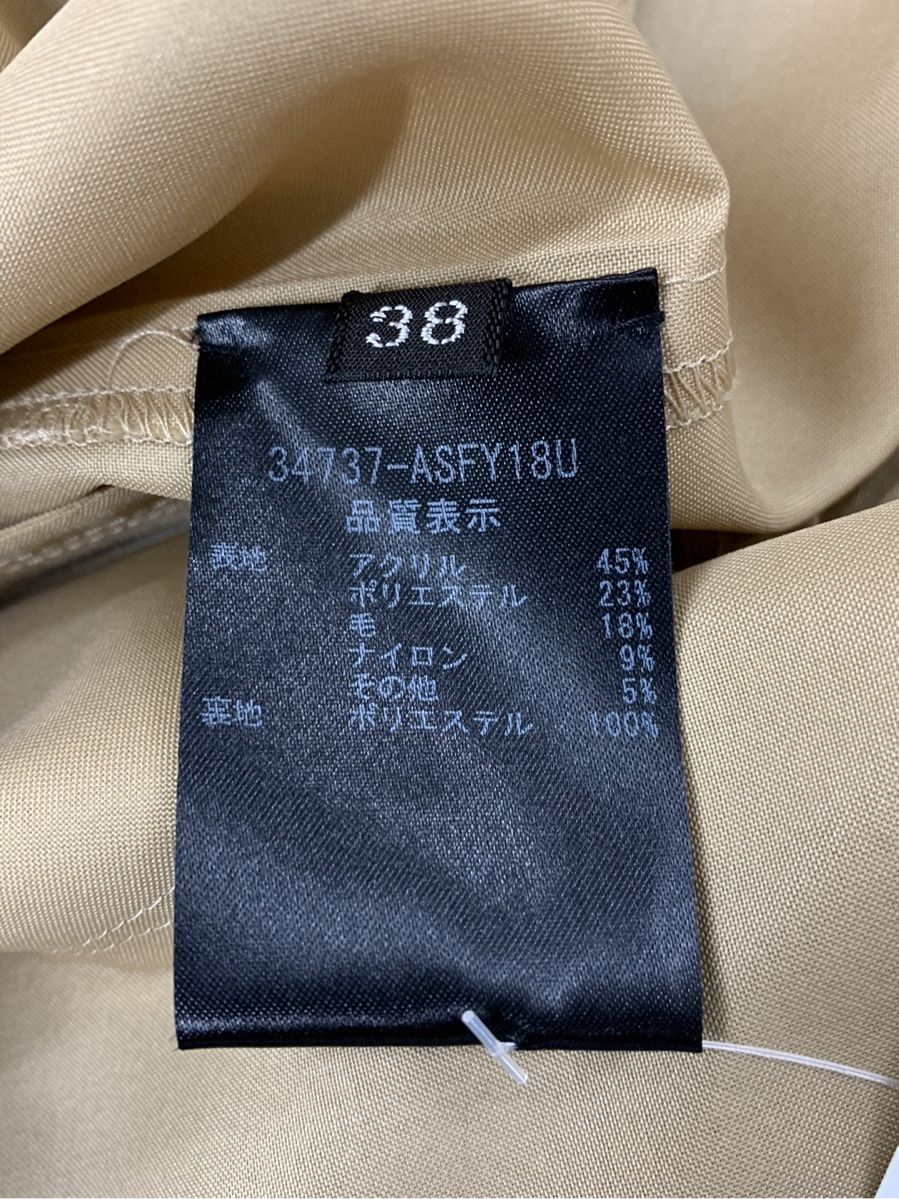 38
34737-ASFY18U
品質表示
表地 アクリル 45%
ポリエステル 23%
毛 18%
ナイロン 9%
その他 5%
裏地 ポリエステル 100%